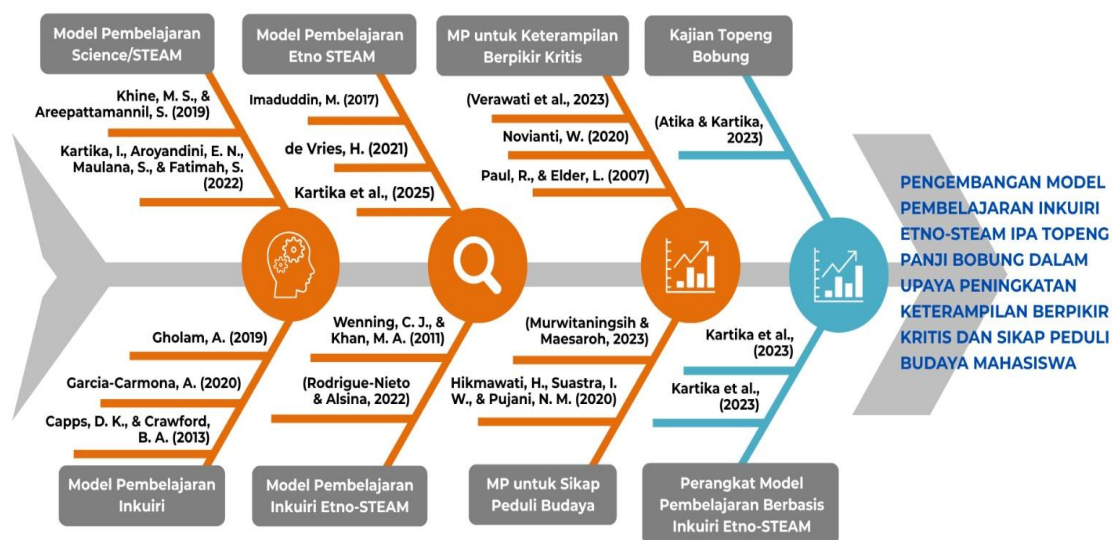 Model Pembelajaran
Science/STEAM
Model Pembelajaran
Etno STEAM
MP untuk Keterampilan
Berpikir Kritis
Kajian Topeng
Bobung
Khine, M. S., &
Areepattamannil, S. (2019)
Kartika, I., Aroyandini, E. N.,
Maulana, S., & Fatimah, S.
(2022)
Imaduddin, M. (2017)
de Vries, H. (2021)
Kartika et al., (2025)
(Verawati et al., 2023)
Novianti, W. (2020)
Paul, R., & Elder, L. (2007)
(Atika & Kartika,
2023)
PENGEMBANGAN MODEL
PEMBELAJARAN INKUIRI
ETNO-STEAM IPA TOPENG
PANJI BOBUNG DALAM
UPAYA PENINGKATAN
KETERAMPILAN BERPIKIR
KRITIS DAN SIKAP PEDULI
BUDAYA MAHASISWA
Gholam, A. (2019)
Garcia-Carmona, A. (2020)
Capps, D. K., & Crawford,
B. A. (2013)
Wenning, C. J., &
Khan, M. A. (2011)
(Rodrigue-Nieto
& Alsina, 2022)
(Murwitaningsih &
Maesaroh, 2023)
Hikmawati, H., Suastra, I.
W., & Pujani, N. M. (2020)
Kartika et al.,
(2023)
Kartika et al.,
(2023)
Model Pembelajaran
Inkuiri
Model Pembelajaran
Inkuiri Etno-STEAM
MP untuk Sikap
Peduli Budaya
Perangkat Model
Pembelajaran Berbasis
Inkuiri Etno-STEAM